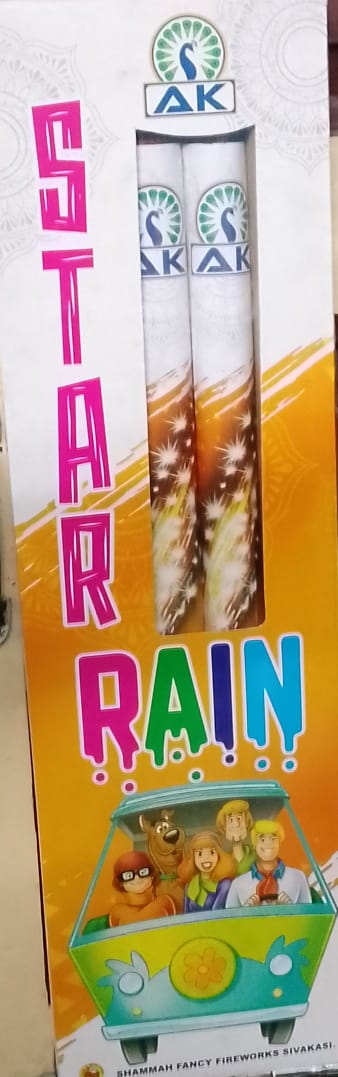 AK
STAR
AK AK
RAIN
SHAMMAH FANCY FIREWORKS SIVAKASI.